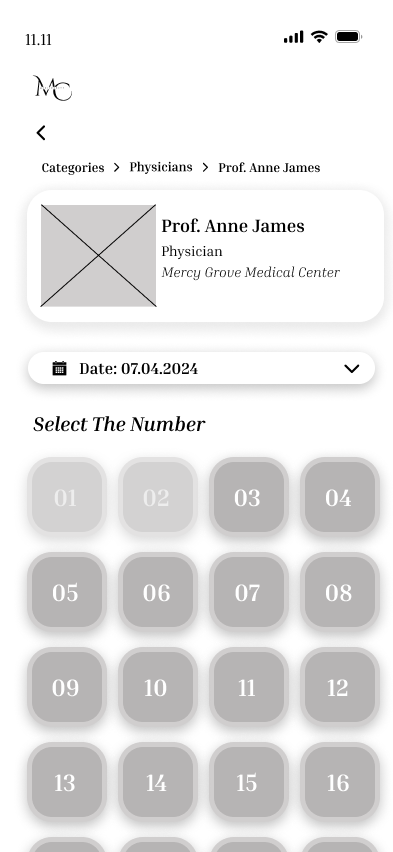 11.11
MC
Categories > Physicians > Prof. Anne James
Prof. Anne James
Physician
Mercy Grove Medical Center
Date: 07.04.2024
Select The Number
01 02 03 04
05 06 07 08
09 10 11 12
13 14 15 16